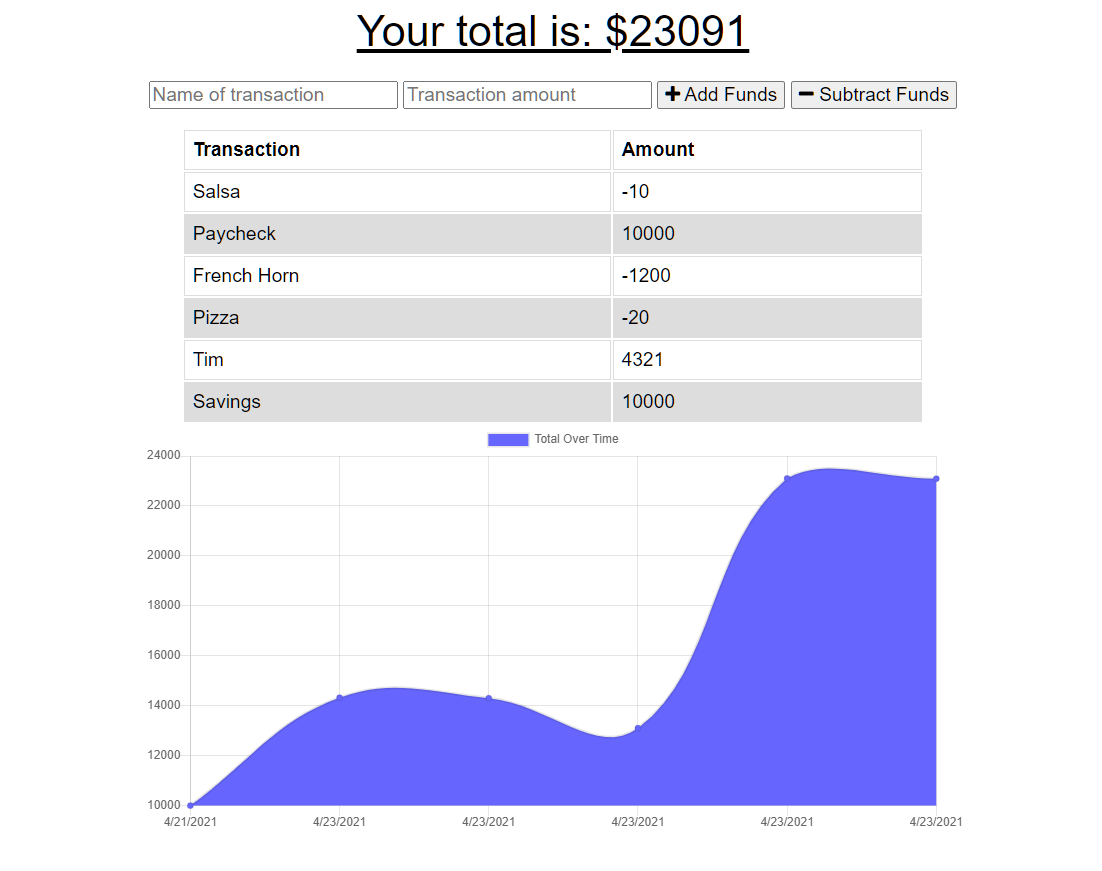 Your total is: $23091
Name of transaction Transaction amount + Add Funds − Subtract Funds
Transaction Amount
Salsa -10
Paycheck 10000
French Horn -1200
Pizza -20
Tim 4321
Savings 10000
Total Over Time
24000
22000
20000
18000
16000
14000
12000
10000
4/21/2021 4/23/2021 4/23/2021 4/23/2021 4/23/2021 4/23/2021